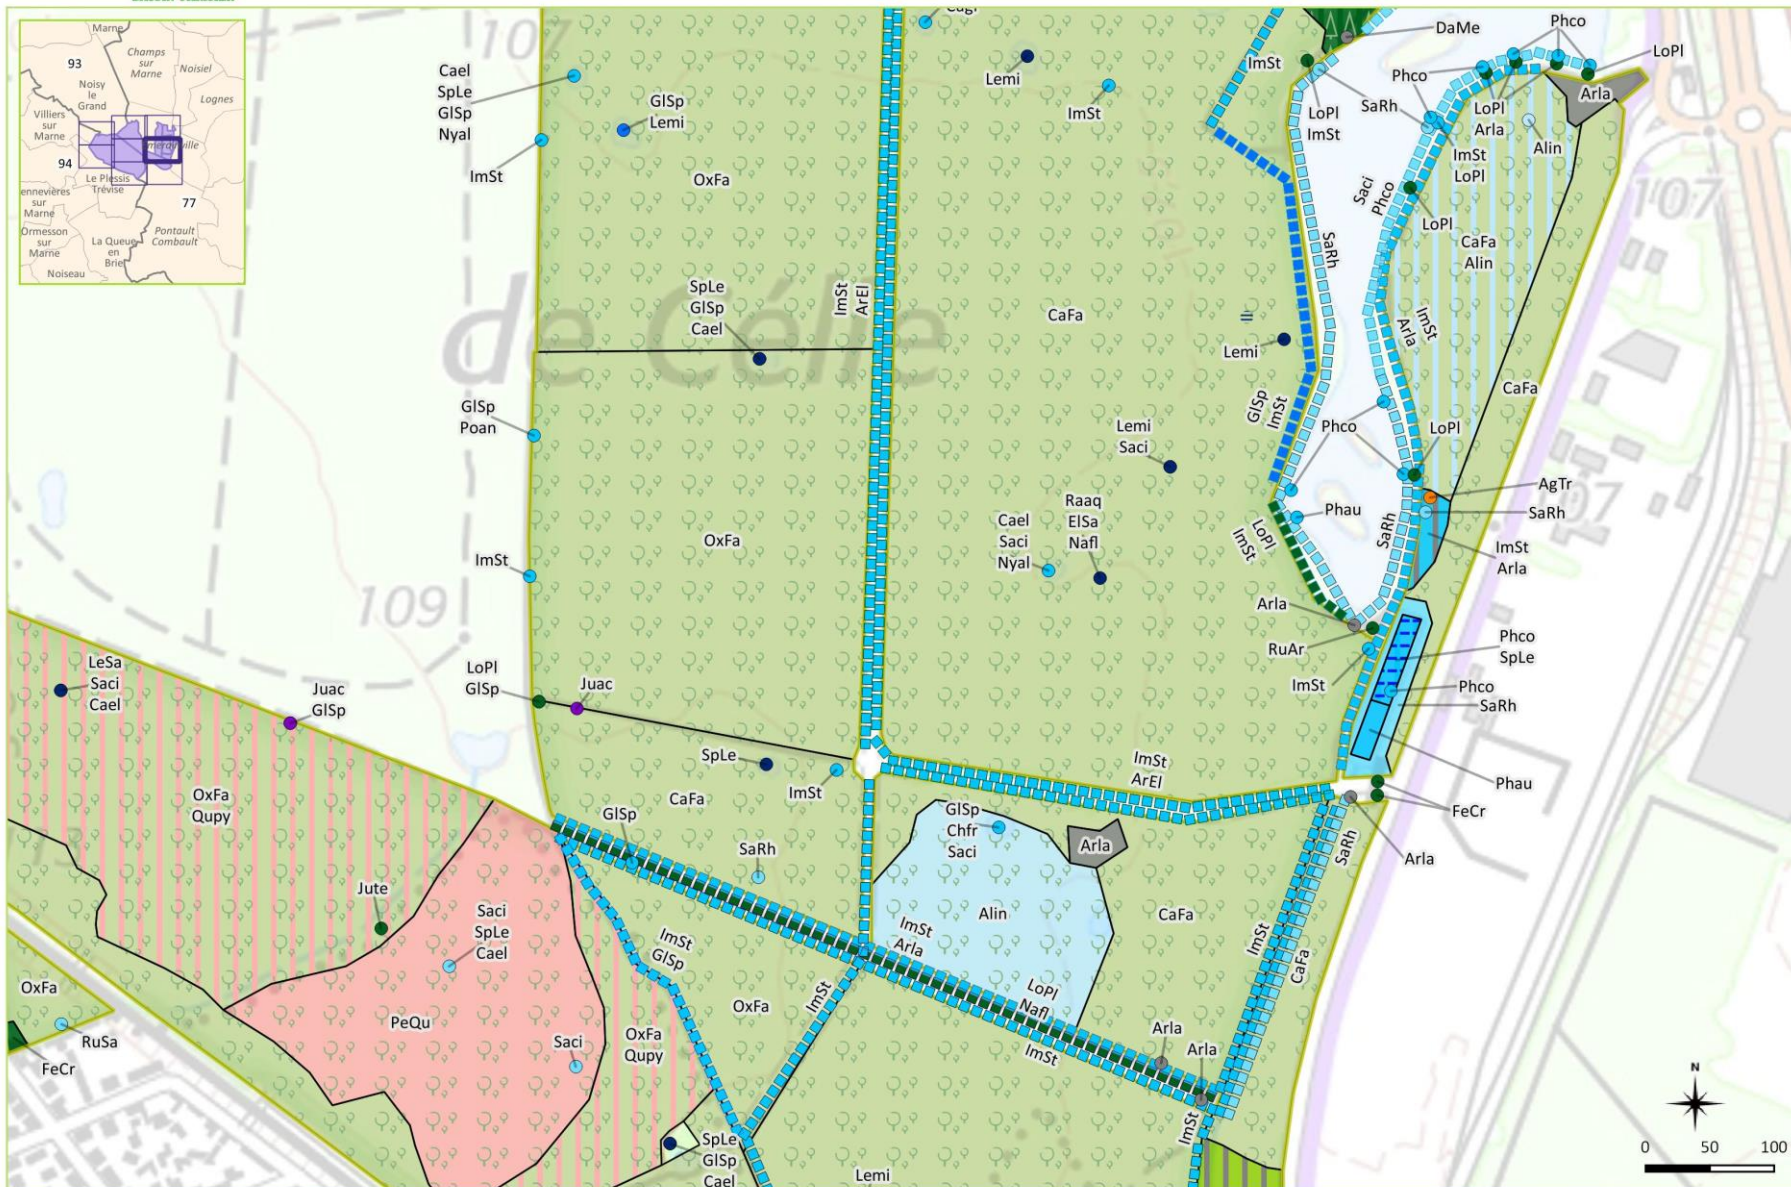 Marne
93
Champs
sur
Marne
Noisiel
Noisy
le
Grand
Lognes
Villiers
sur
Marne
94
Le Plessis
Trévise
77
ennevières
sur
Marne
Ormesson
sur
Marne
La Queue
en
Brie
Pontault
Combault
Noiseau
107
Cael
SpLe
GlSp
Nyal
GlSp
Lemi
ImSt
OxFa
SpLe
GlSp
Cael
ImSt
ArEl
de Célie
Lemi
ImSt
CaFa
ImSt
DaMe
Phco
LoPl
Phco
LoPl
ImSt
SaRh
LoPl
Arla
Arla
Alin
ImSt
LoPl
Saci
Phco
LoPl
CaFa
Alin
107
SaRh
ImSt
Arla
Lemi
CaFa
GlSp
ImSt
Phco
LoPl
GlSp
Poan
Lemi
Saci
Raaq
ElSa
Nafl
Cael
Saci
Nyal
OxFa
ImSt
109
Phau
LoPl
ImSt
SaRh
AgTr
SaRh
107
ImSt
Arla
Arla
RuAr
ImSt
Phco
SpLe
Phco
SaRh
Phau
FeCr
Arla
LeSa
Saci
Cael
Juac
GlSp
LoPl
GlSp
Juac
SpLe
ImSt
CaFa
GlSp
SaRh
ImSt
ArEl
GlSp
Chfr
Saci
Arla
Alin
CaFa
SaRh
ImSt
CaFa
OxFa
Qupy
Jute
Saci
SpLe
Cael
PeQu
Saci
OxFa
RuSa
FeCr
ImSt
GlSp
OxFa
OxFa
Qupy
ImSt
ImSt
Arla
LoPl
Nafl
ImSt
Arla
Arla
ImSt
SpLe
GlSp
Cael
Lemi
N
0 50 100